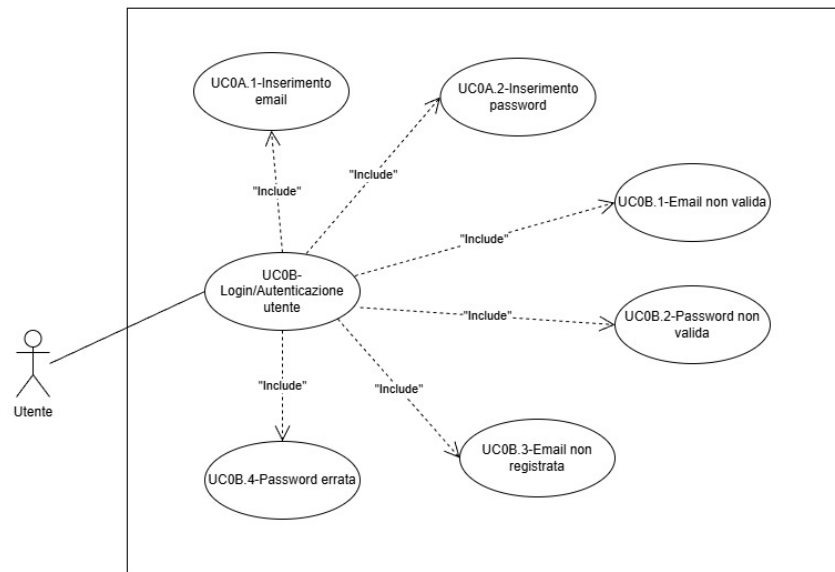 UC0A.1-Inserimento
email
UC0A.2-Inserimento
password
"Include"
"Include"
UC0B.1-Email non valida
"Include"
UC0B-
Login/Autenticazione
utente
"Include"
UC0B.2-Password non
valida
Utente
"Include"
"Include"
UC0B.3-Email non
registrata
UC0B.4-Password errata